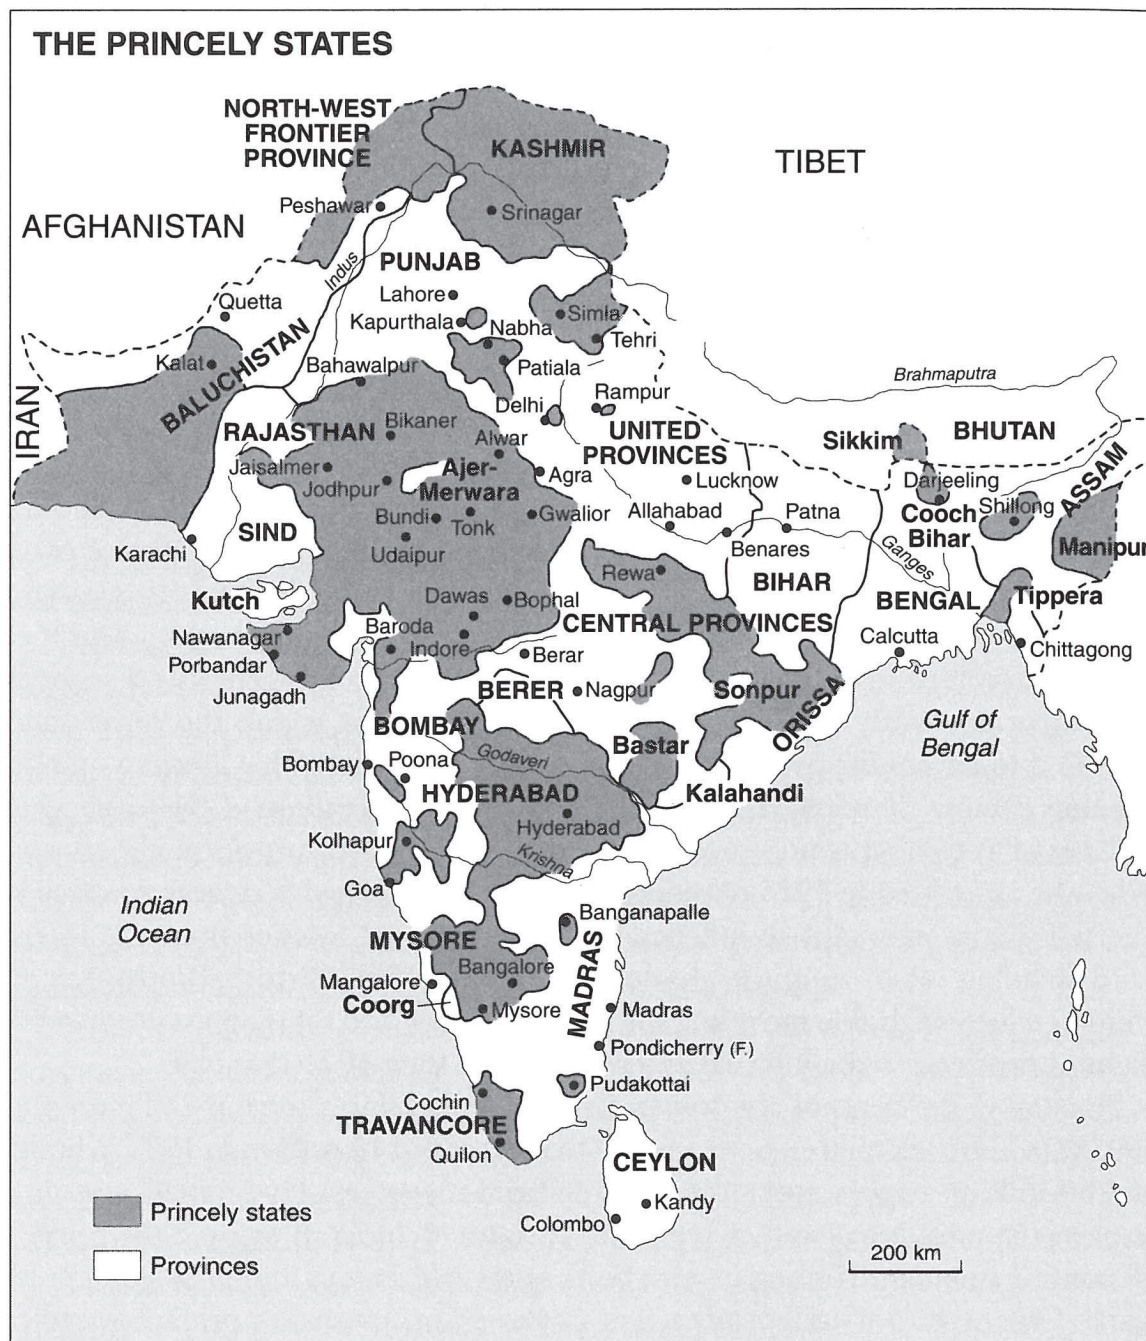 THE PRINCELY STATES
NORTH-WEST
FRONTIER
PROVINCE
KASHMIR
TIBET
Peshawar
Srinagar
AFGHANISTAN
Indus
PUNJAB
Lahore
Quetta
Kapurthala
Simla
Nabha
Tehri
Kalat
BALUCHISTAN
Bahawalpur
Patiala
IRAN
Brahmaputra
Delhi
Rampur
RAJASTHAN
Bikaner
Alwar
UNITED
PROVINCES
Sikkim
BHUTAN
Jaisalmer
Jodhpur
Ajer-
Merwara
Agra
Lucknow
Darjeeling
ASSAM
Bundi
Tonk
Gwalior
Allahabad
Patna
Cooch
Bihar
Shillong
SIND
Karachi
Udaipur
Benares
Ganges
Manipur
Rewa
BIHAR
Kutch
Dawas
Bophal
CENTRAL PROVINCES
BENGAL
Tippera
Nawanagar
Baroda
Indore
Berar
Calcutta
Chittagong
Porbandar
Junagadh
BERER
Nagpur
Sonpur
ORISSA
BOMBAY
Godaveri
Bastar
Gulf of
Bengal
Bombay
Poona
HYDERABAD
Kalahandi
Hyderabad
Kolhapur
Krishna
Goa
Indian
Ocean
Banganapalle
MYSORE
Bangalore
MADRAS
Mangalore
Coorg
Mysore
Madras
Pondicherry (F.)
Pudakottai
Cochin
TRAVANCORE
Quilon
CEYLON
Kandy
Colombo
Princely states
Provinces
200 km